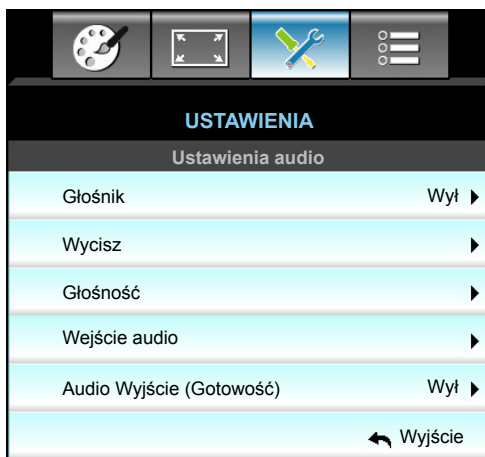 USTAWIENIA
Ustawienia audio
Głośnik Wył
Wycisz
Głośność
Wejście audio
Audio Wyjście (Gotowość) Wył
Wyjście